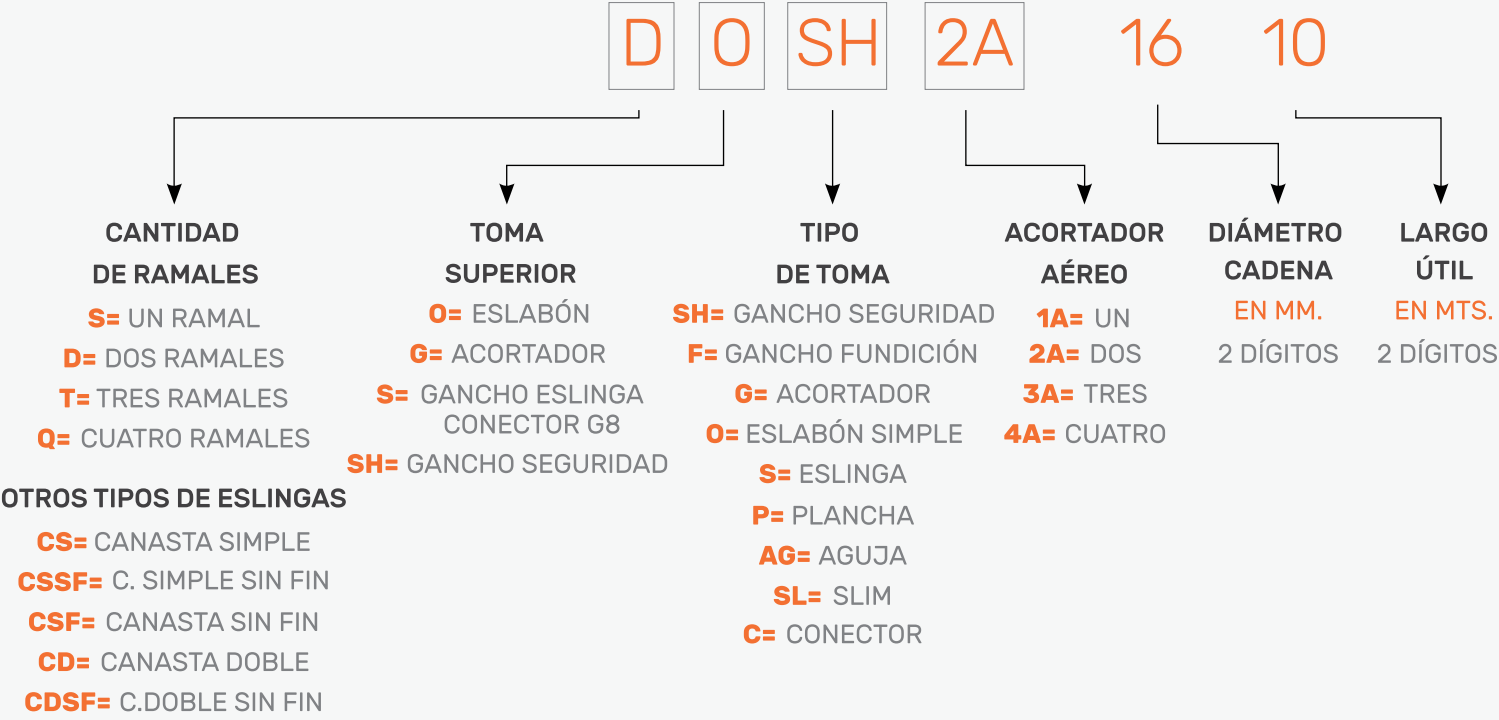 D O SH 2A 16 10
CANTIDAD
DE RAMALES
S= UN RAMAL
D= DOS RAMALES
T= TRES RAMALES
Q= CUATRO RAMALES
OTROS TIPOS DE ESLINGAS
CS= CANASTA SIMPLE
CSSF= C. SIMPLE SIN FIN
CSF= CANASTA SIN FIN
CD= CANASTA DOBLE
CDSF= C.DOBLE SIN FIN
TOMA
SUPERIOR
O= ESLABÓN
G= ACORTADOR
S= GANCHO ESLINGA
CONECTOR G8
SH= GANCHO SEGURIDAD
TIPO
DE TOMA
SH= GANCHO SEGURIDAD
F= GANCHO FUNDICIÓN
G= ACORTADOR
O= ESLABÓN SIMPLE
S= ESLINGA
P= PLANCHA
AG= AGUJA
SL= SLIM
C= CONECTOR
ACORTADOR
AÉREO
1A= UN
2A= DOS
3A= TRES
4A= CUATRO
DIÁMETRO
CADENA
EN MM.
2 DÍGITOS
LARGO
ÚTIL
EN MTS.
2 DÍGITOS